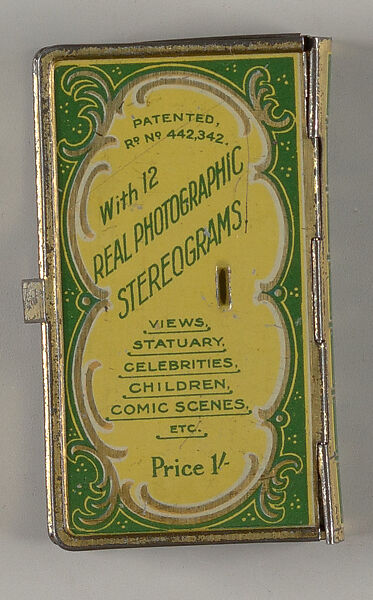 PATENTED,
RD. NO. 442,342.
With 12
REAL PHOTOGRAPHIC
STEREOGRAMS,
VIEWS,
STATUARY,
CELEBRITIES,
CHILDREN,
COMIC SCENES,
ETC.
Price 1/-